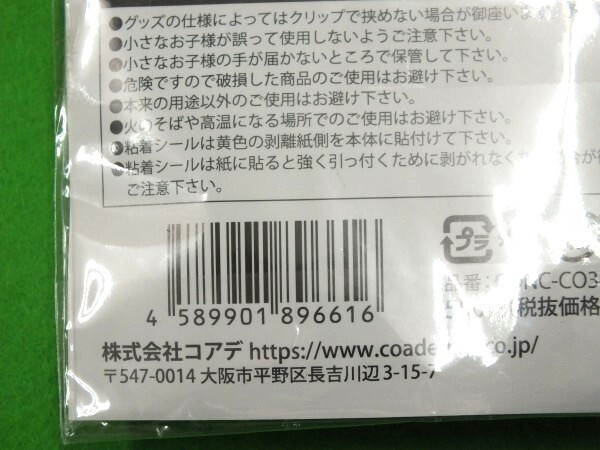 ●グッズの仕様によってはクリップで挟めない場合が御座いま
●小さなお子様が誤って使用しないようご注意下さい。
●小さなお子様の手が届かないところで保管して下さい。
●危険ですので破損した商品のご使用はお避け下さい。
●本来の用途以外のご使用はお避け下さい。
●火のそばや高温になる場所でのご使用はお避け下さい。
●粘着シールは黄色の剥離紙側を本体に貼付けて下さい。
●粘着シールは紙に貼ると強く引っ付くために剥がれなく
ご注意下さい。
プラ
品番:
NC-CO3
税抜価格
4 589901 896616
株式会社コアデ https://www.coade
co.jp/
〒547-0014 大阪市平野区長吉川辺3-15-7